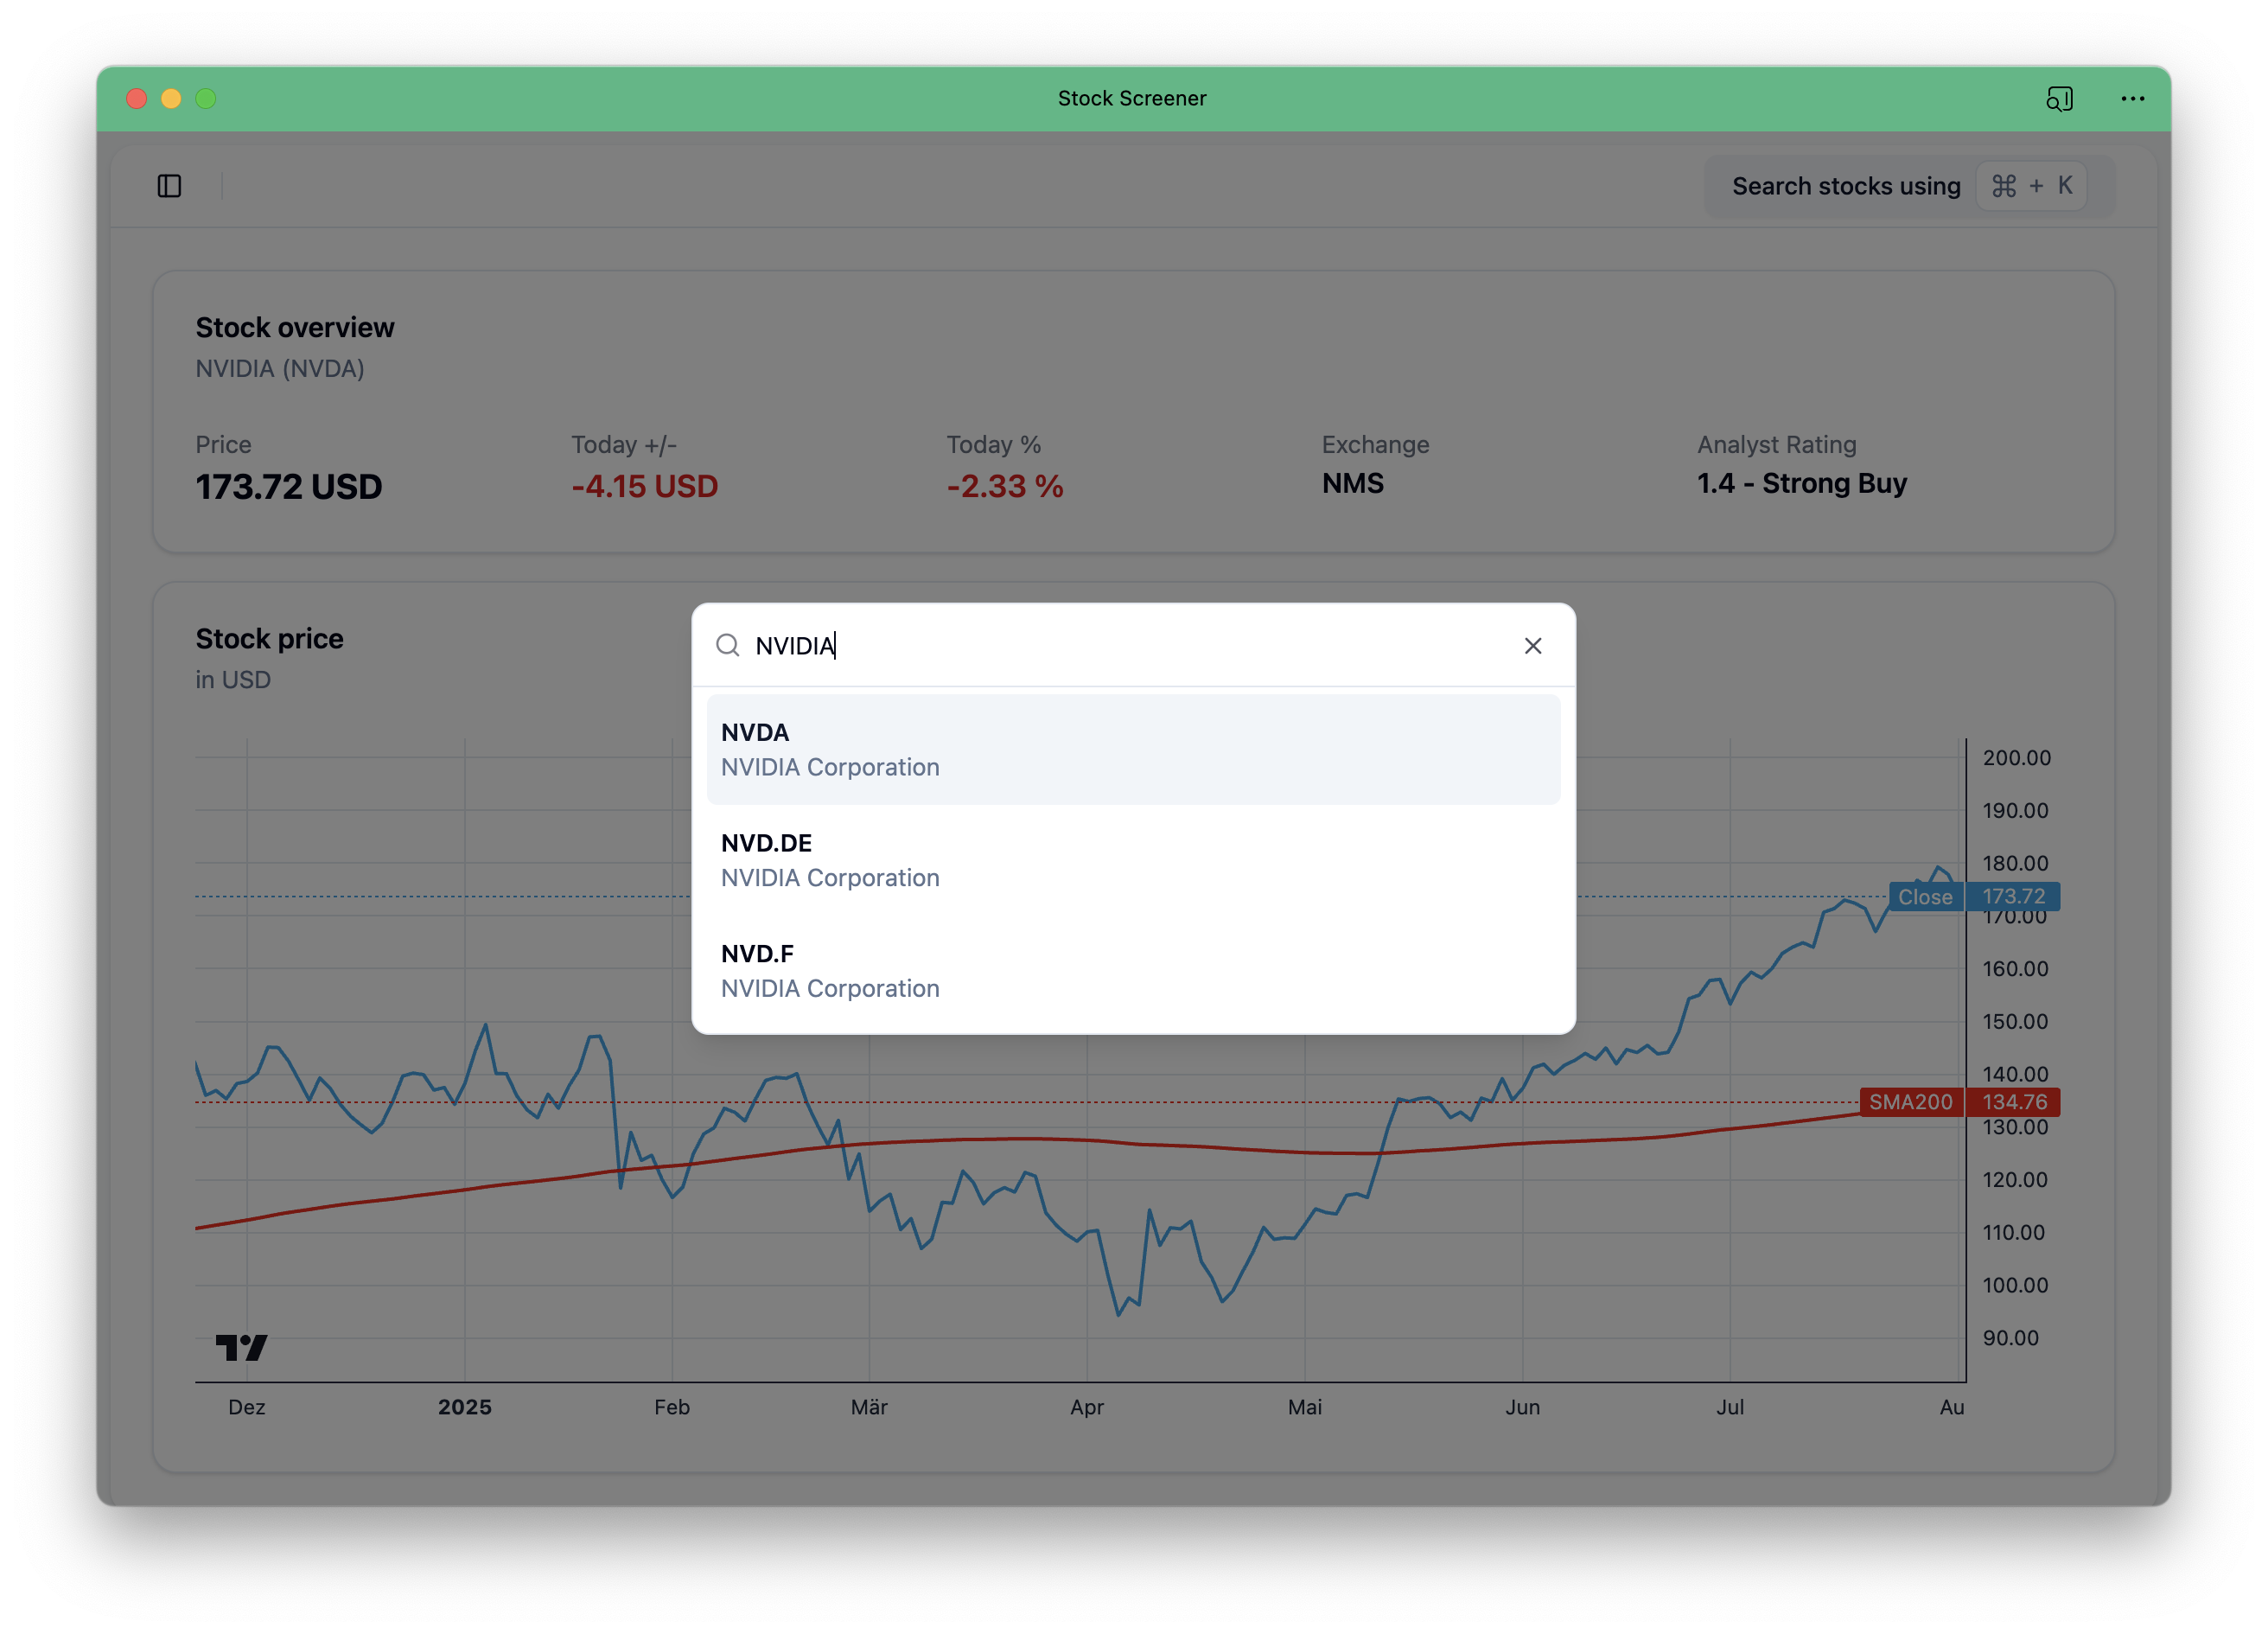 Stock Screener
Search stocks using ⌘ + K
Stock overview
NVIDIA (NVDA)
Price
173.72 USD
Today +/-
-4.15 USD
Today %
-2.33 %
Exchange
NMS
Analyst Rating
1.4 - Strong Buy
Stock price
in USD
NVIDIA
NVDA
NVIDIA Corporation
NVD.DE
NVIDIA Corporation
NVD.F
NVIDIA Corporation
200.00
190.00
180.00
Close 173.72
170.00
160.00
150.00
140.00
SMA200 134.76
130.00
120.00
110.00
100.00
90.00
Dez 2025 Feb Mär Apr Mai Jun Jul Au